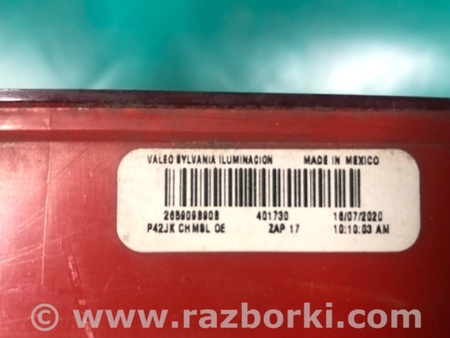 VALEO SYLVANIA ILUMINACION MADE IN MEXICO
2659098908 401730 16/07/2020
P42JK CHMSL OE ZAP 17 10:10:03 AM
© www.razborki.com